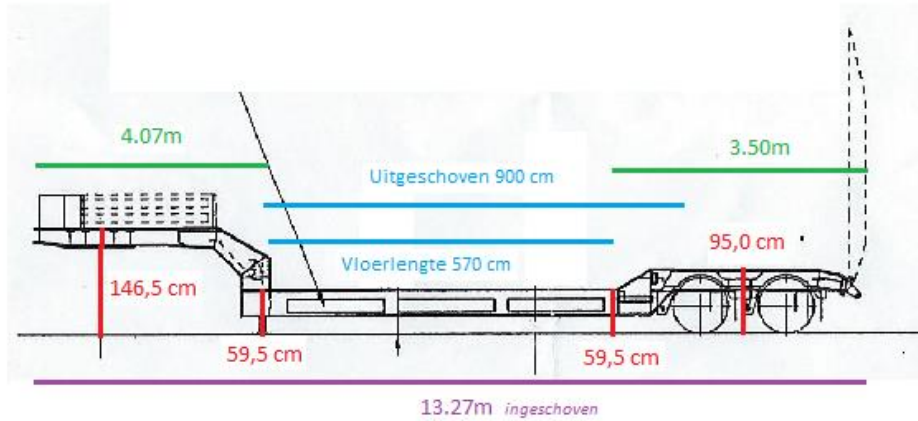 4.07m
3.50m
Uitgeschoven 900 cm
95,0 cm
Vloerlengte 570 cm
146,5 cm
59,5 cm
59,5 cm
13.27m ingeschoven